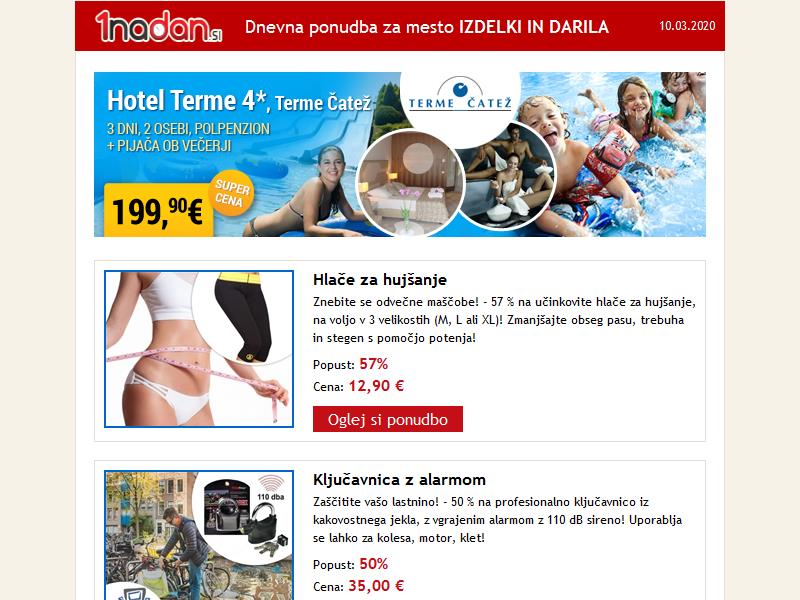 1nadan.si
Dnevna ponudba za mesto IZDELKI IN DARILA
10.03.2020
Hotel Terme 4*, Terme Čatež
3 DNI, 2 OSEBI, POLPENZION
+ PIJAČA OB VEČERJI
199,90€
SUPER
CENA
TERME ČATEŽ
Hlače za hujšanje
Znebite se odvečne maščobe! - 57 % na učinkovite hlače za hujšanje,
na voljo v 3 velikostih (M, L ali XL)! Zmanjšajte obseg pasu, trebuha
in stegen s pomočjo potenja!
Popust: 57%
Cena: 12,90 €
Oglej si ponudbo
110 dba
Ključavnica z alarmom
Zaščitite vašo lastnino! - 50 % na profesionalno ključavnico iz
kakovostnega jekla, z vgrajenim alarmom z 110 dB sireno! Uporablja
se lahko za kolesa, motor, klet!
Popust: 50%
Cena: 35,00 €